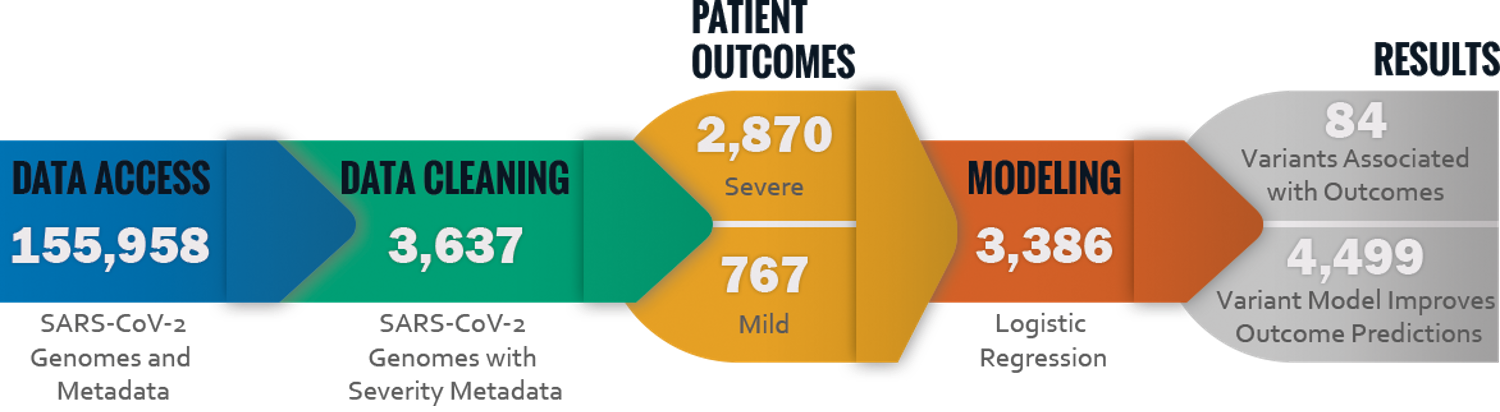 DATA ACCESS
155,958
SARS-CoV-2
Genomes and
Metadata
DATA CLEANING
3,637
SARS-CoV-2
Genomes with
Severity Metadata
PATIENT
OUTCOMES
2,870
Severe
767
Mild
MODELING
3,386
Logistic
Regression
RESULTS
84
Variants Associated
with Outcomes
4,499
Variant Model Improves
Outcome Predictions